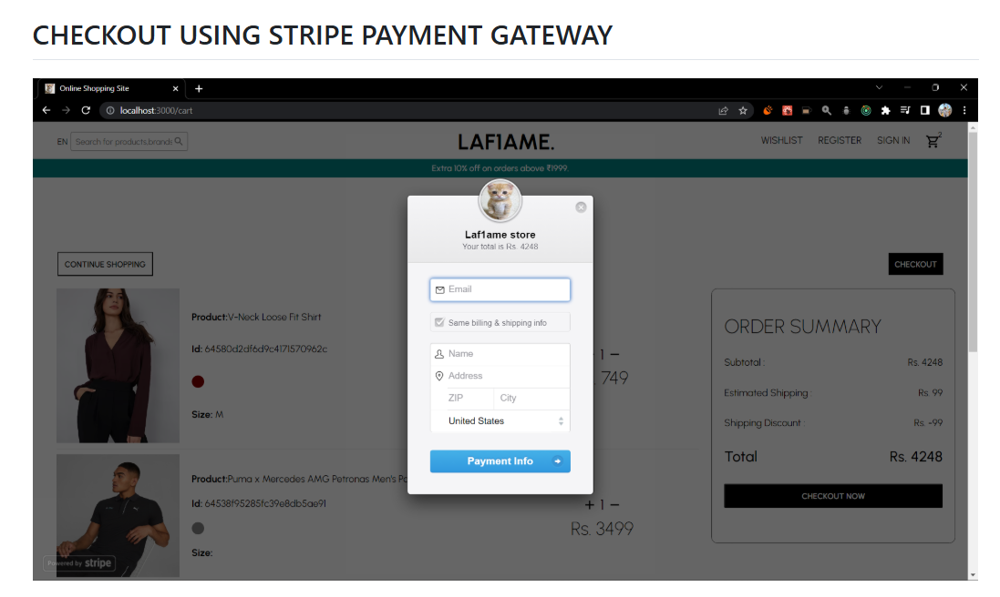 CHECKOUT USING STRIPE PAYMENT GATEWAY
Online Shopping Site
localhost:3000/cart
EN Search for products,brands
LAF1AME.
WISHLIST REGISTER SIGN IN 2
Extra 10% off on orders above ₹1999.
Laf1ame store
Your total is Rs. 4248
CONTINUE SHOPPING
CHECKOUT
Email
Same billing & shipping info
Name
Address
ZIP City
United States
Payment Info
Product:V-Neck Loose Fit Shirt
Id: 64580d2df6d9c4171570962c
Size: M
1 −
749
Product:Puma x Mercedes AMG Petronas Men's Po
Id: 64538f95285fc39e8db5ae91
Size:
+ 1 −
Rs. 3499
ORDER SUMMARY
Subtotal : Rs. 4248
Estimated Shipping : Rs. 99
Shipping Discount : Rs. -99
Total Rs. 4248
CHECKOUT NOW
Powered by stripe